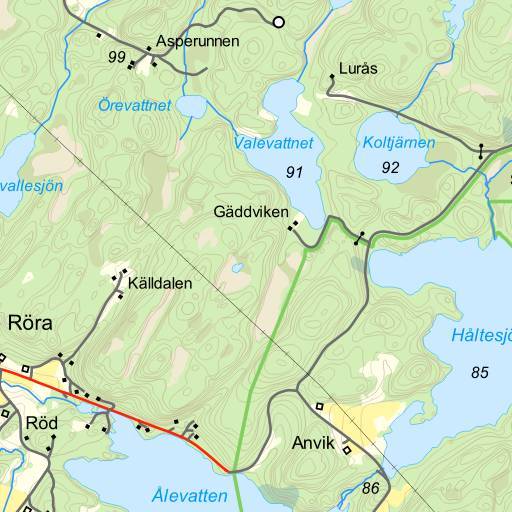 Asperunnen
99
Lurås
Örevattnet
Valevattnet
Koltjärnen
91
92
vallesjön
Gäddviken
Källdalen
Röra
Håltesjö
85
Röd
Anvik
Ålevatten
86